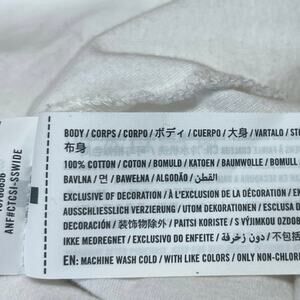 BODY / CORPS / CORPO / ボディ / CUERPO / 大身 / VARTALO
布身
100% COTTON / COTON / BOMULD / KATOEN / BAUMWOLLE / BOMULL
BAVLNA / 면 / BAWEŁNA / ALGODÃO / القطن
EXCLUSIVE OF DECORATION / À L'EXCLUSION DE LA DÉCORATION
AUSSCHLIESSLICH VERZIERUNG / UTOM DEKORATIONEN / ESCLUSA
DECORACIÓN / 装饰物除外 / PAITSI KORISTE / S VÝJIMKOU OZDOB
IKKE MEDREGNET / EXCLUSIVO DO ENFEITE / دون زخرفة / 不包括
EN: MACHINE WASH COLD / WITH LIKE COLORS / ONLY NON-CHLOR
ANF#CTCSI-SSWIDE